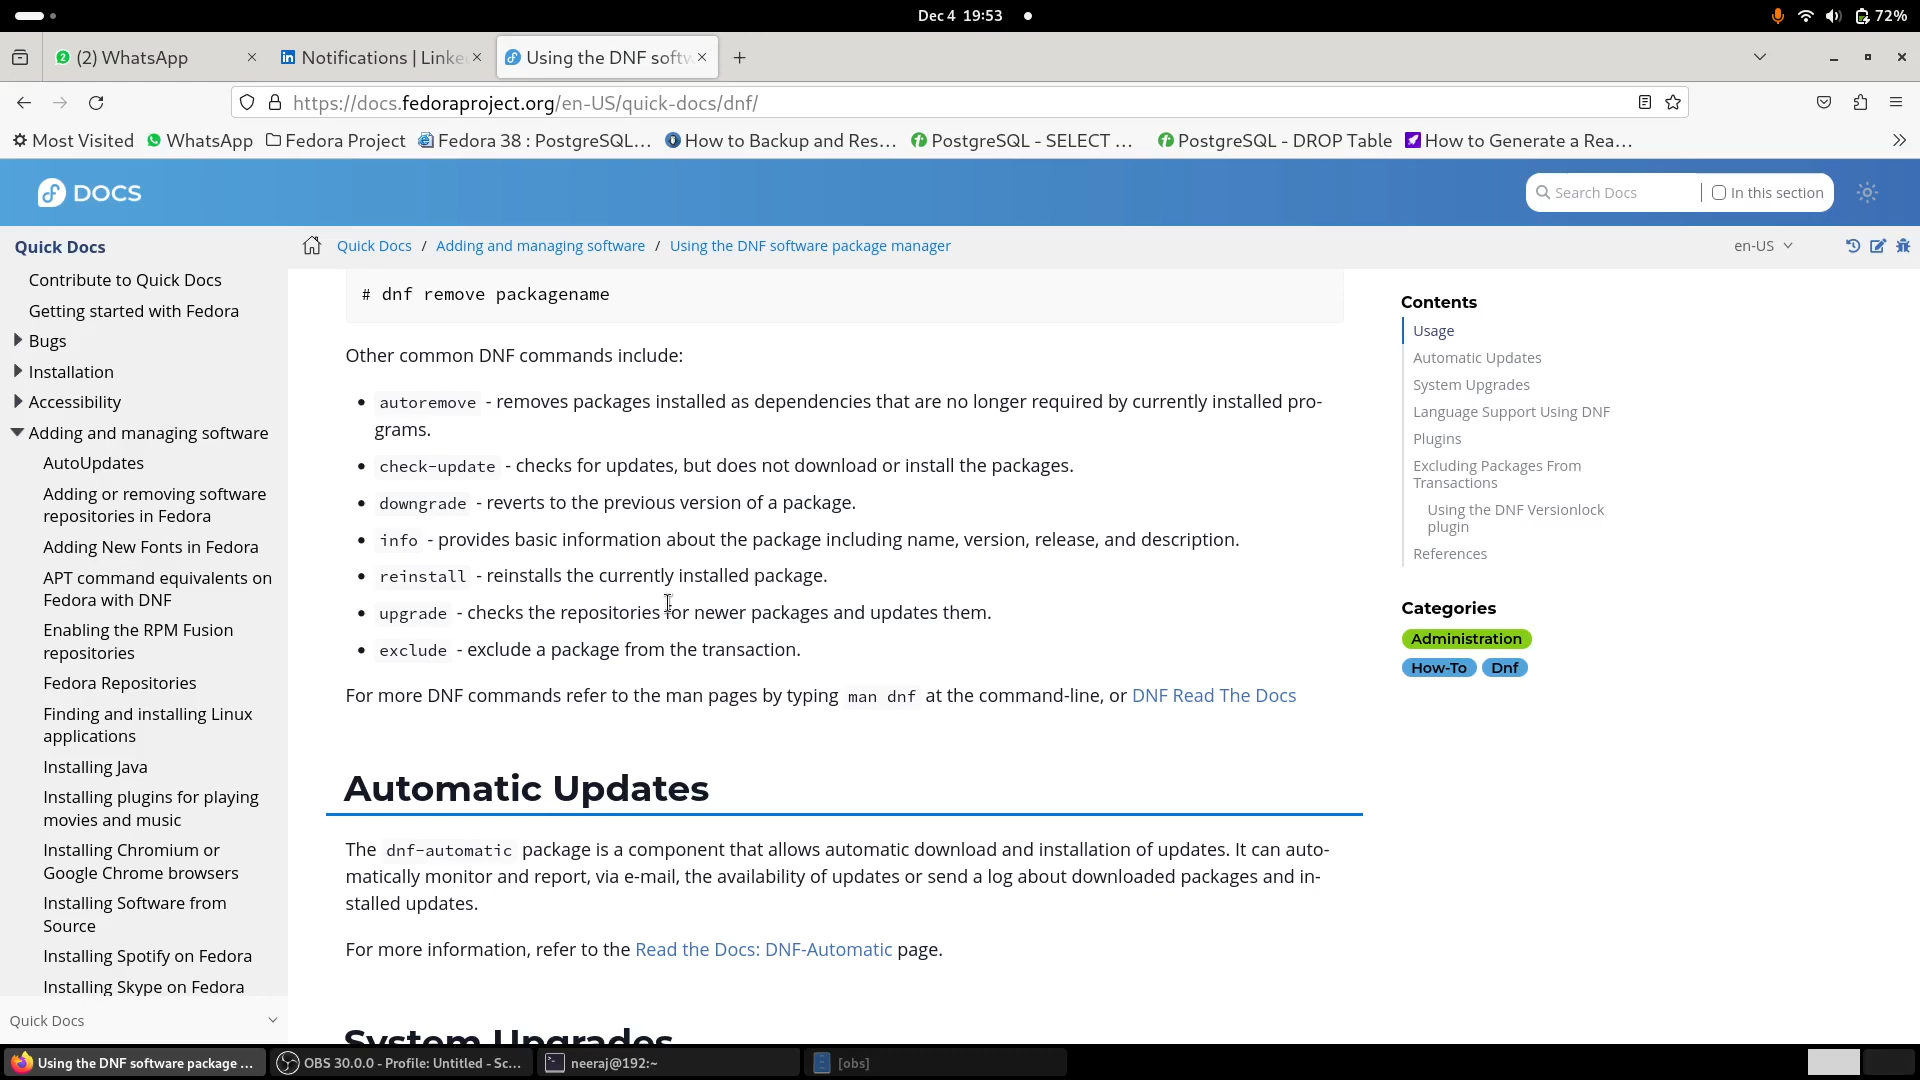 Dec 4 19:53
72%
(2) WhatsApp
Notifications | Linke
Using the DNF softw
https://docs.fedoraproject.org/en-US/quick-docs/dnf/
Most Visited
WhatsApp
Fedora Project
Fedora 38 : PostgreSQL...
How to Backup and Res...
PostgreSQL - SELECT ...
PostgreSQL - DROP Table
How to Generate a Rea...
DOCS
Search Docs
In this section
Quick Docs
Contribute to Quick Docs
Getting started with Fedora
Bugs
Installation
Accessibility
Adding and managing software
AutoUpdates
Adding or removing software
repositories in Fedora
Adding New Fonts in Fedora
APT command equivalents on
Fedora with DNF
Enabling the RPM Fusion
repositories
Fedora Repositories
Finding and installing Linux
applications
Installing Java
Installing plugins for playing
movies and music
Installing Chromium or
Google Chrome browsers
Installing Software from
Source
Installing Spotify on Fedora
Installing Skype on Fedora
Quick Docs
Quick Docs / Adding and managing software / Using the DNF software package manager
en-US
# dnf remove packagename
Other common DNF commands include:
• autoremove - removes packages installed as dependencies that are no longer required by currently installed pro-
grams.
• check-update - checks for updates, but does not download or install the packages.
• downgrade - reverts to the previous version of a package.
• info - provides basic information about the package including name, version, release, and description.
• reinstall - reinstalls the currently installed package.
• upgrade - checks the repositories for newer packages and updates them.
• exclude - exclude a package from the transaction.
For more DNF commands refer to the man pages by typing man dnf at the command-line, or DNF Read The Docs
Automatic Updates
The dnf-automatic package is a component that allows automatic download and installation of updates. It can auto-
matically monitor and report, via e-mail, the availability of updates or send a log about downloaded packages and in-
stalled updates.
For more information, refer to the Read the Docs: DNF-Automatic page.
System Upgrades
Contents
Usage
Automatic Updates
System Upgrades
Language Support Using DNF
Plugins
Excluding Packages From
Transactions
Using the DNF Versionlock
plugin
References
Categories
Administration
How-To
Dnf
Using the DNF software package ...
OBS 30.0.0 - Profile: Untitled - Sc...
neeraj@192:~
[obs]